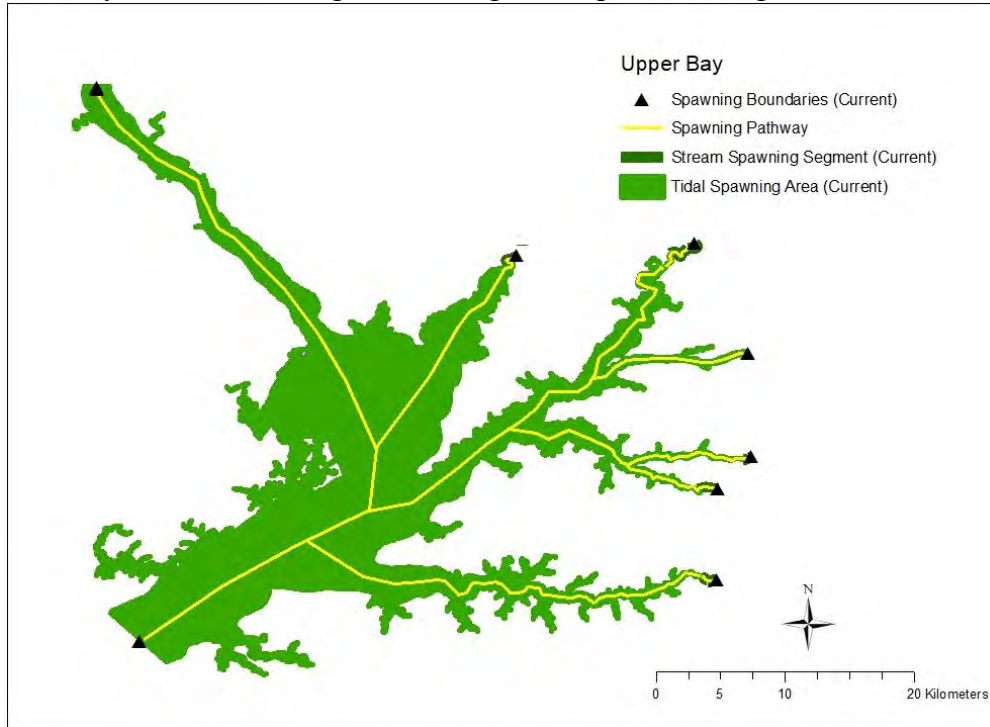 Upper Bay
Spawning Boundaries (Current)
Spawning Pathway
Stream Spawning Segment (Current)
Tidal Spawning Area (Current)
N
0 5 10 20 Kilometers